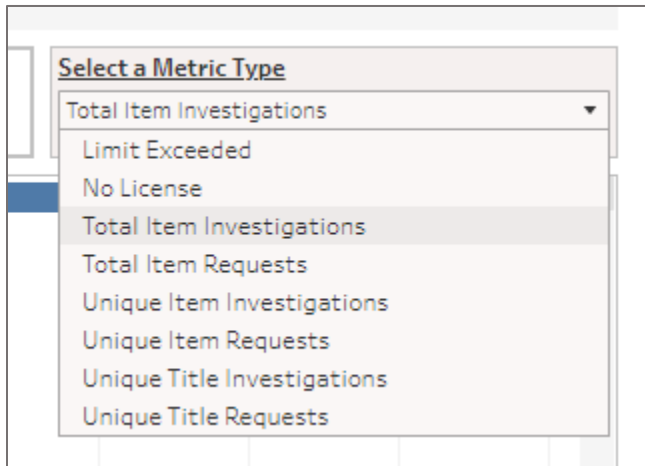 Select a Metric Type
Total Item Investigations
Limit Exceeded
No License
Total Item Investigations
Total Item Requests
Unique Item Investigations
Unique Item Requests
Unique Title Investigations
Unique Title Requests